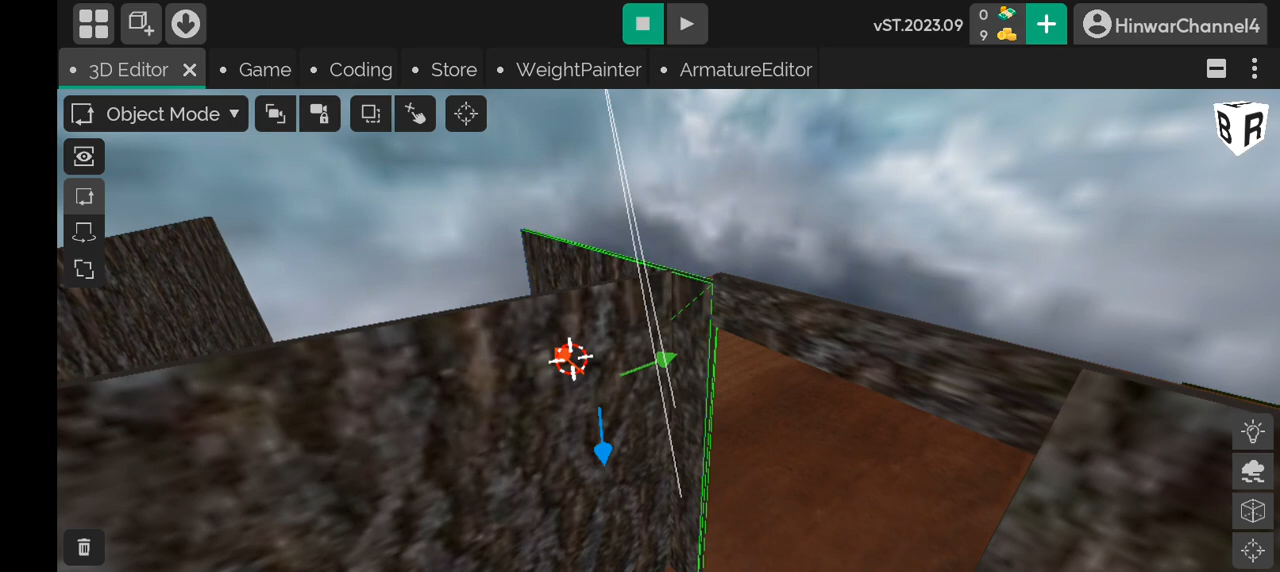 vST.2023.09
0
9
HinwarChannel4
3D Editor
Game
Coding
Store
WeightPainter
ArmatureEditor
Object Mode
B R